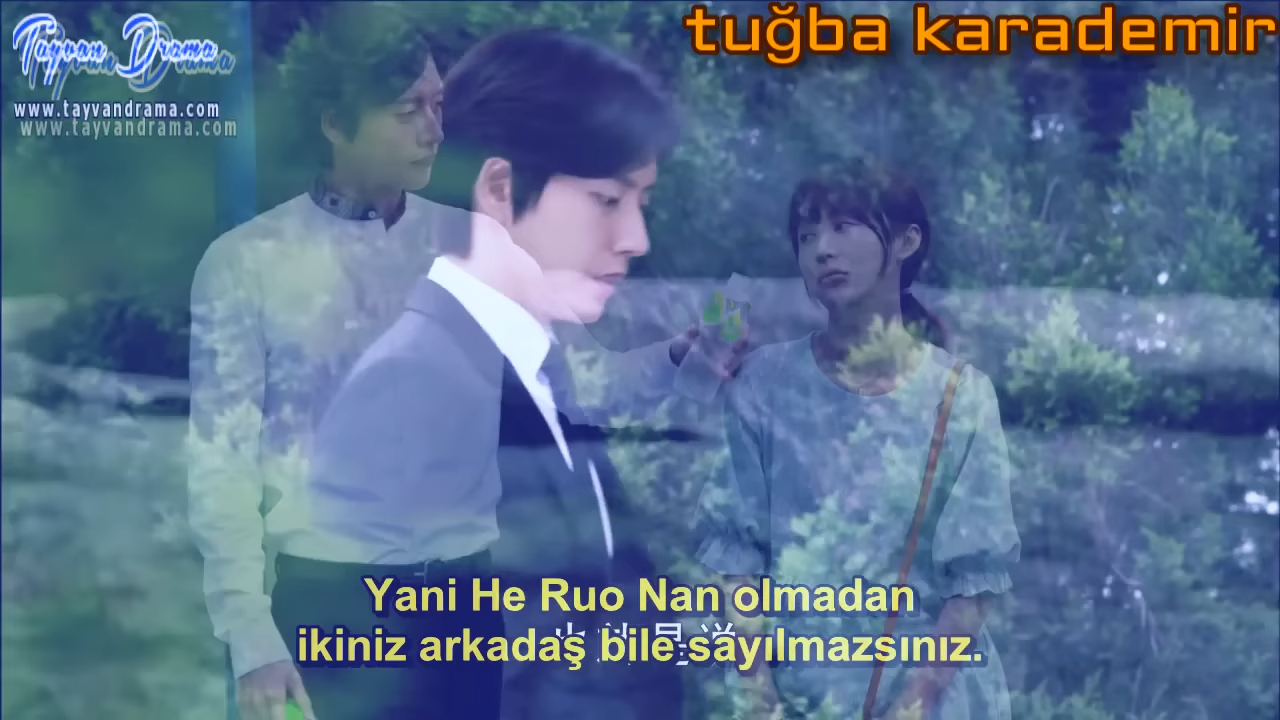 Tayvan Drama
www.tayvandrama.com
www.tayvandrama.com
tuğba karademir
Yani He Ruo Nan olmadan
ikiniz arkadaş bile sayılmazsınız.